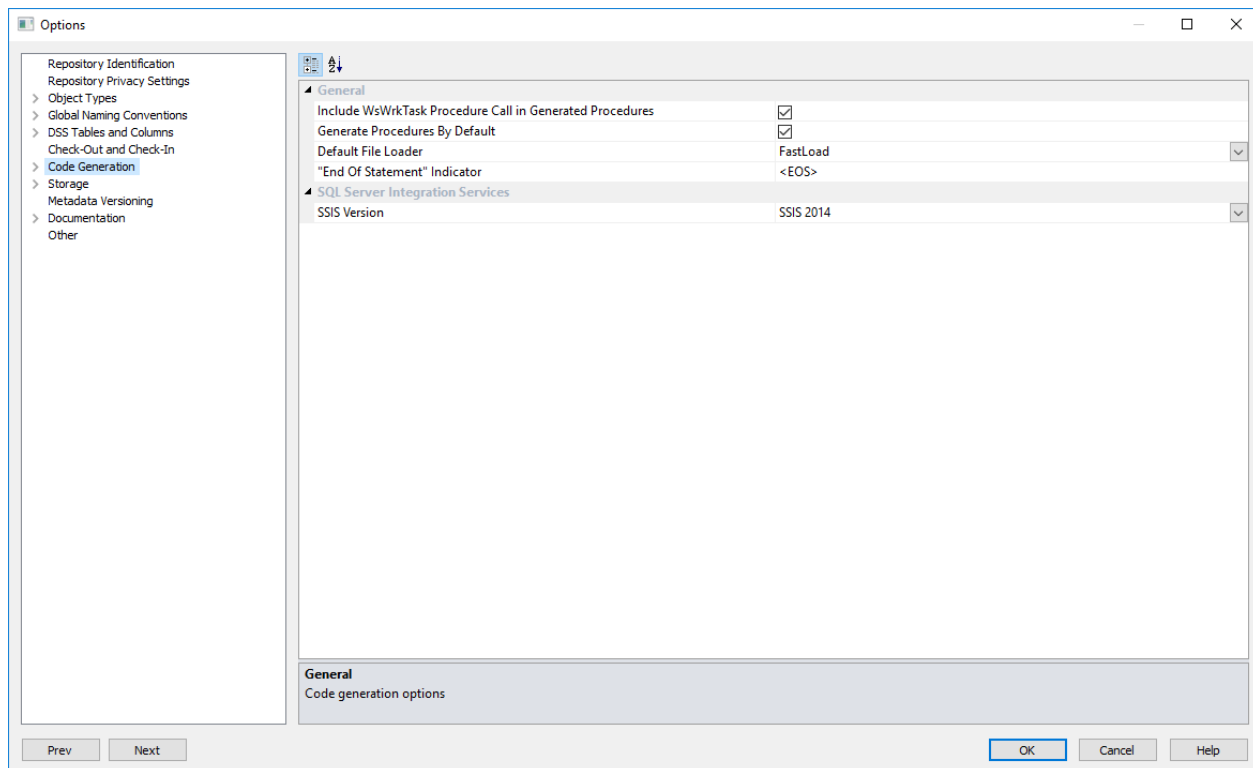 Options
Repository Identification
Repository Privacy Settings
Object Types
Global Naming Conventions
DSS Tables and Columns
Check-Out and Check-In
Code Generation
Storage
Metadata Versioning
Documentation
Other
General
Include WsWrkTask Procedure Call in Generated Procedures
Generate Procedures By Default
Default File Loader FastLoad
"End Of Statement" Indicator <EOS>
SQL Server Integration Services
SSIS Version SSIS 2014
General
Code generation options
Prev Next OK Cancel Help